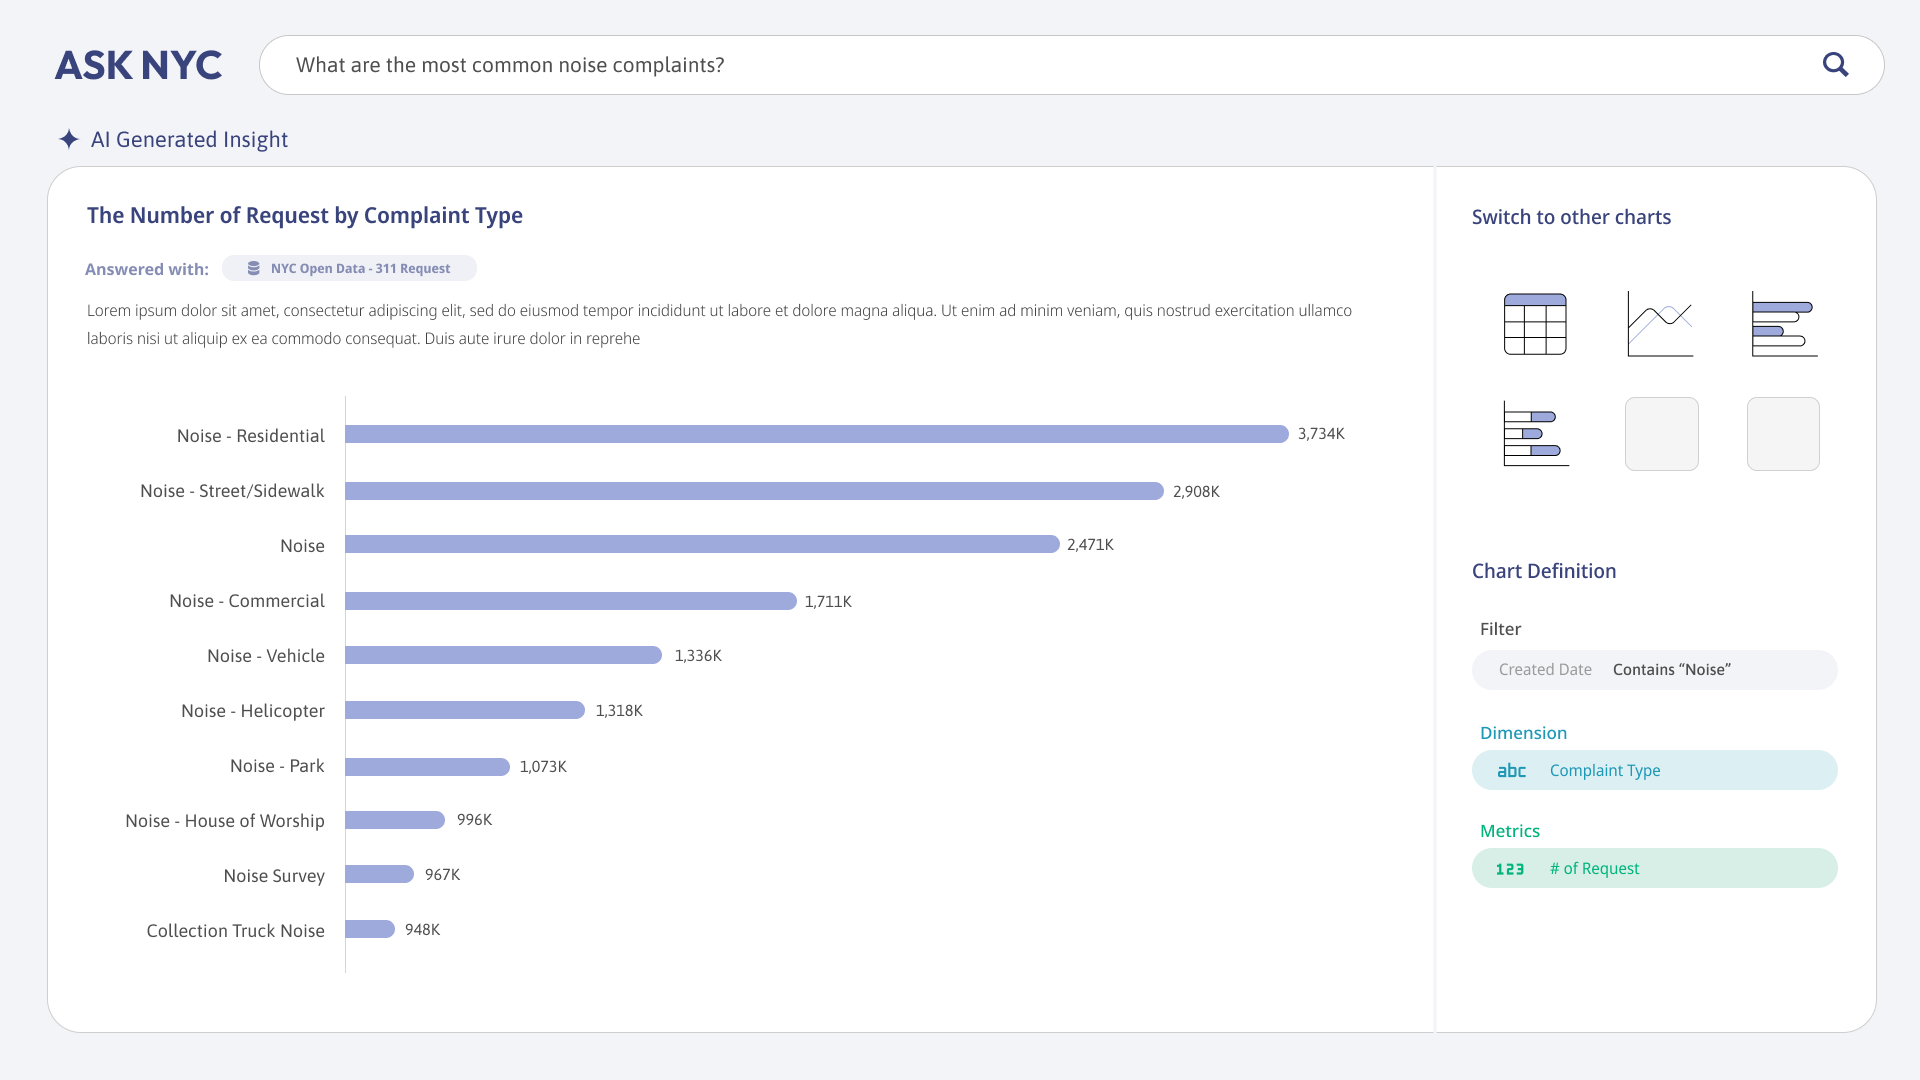 ASK NYC
What are the most common noise complaints?
AI Generated Insight
The Number of Request by Complaint Type
Answered with:
NYC Open Data - 311 Request
Lorem ipsum dolor sit amet, consectetur adipiscing elit, sed do eiusmod tempor incididunt ut labore et dolore magna aliqua. Ut enim ad minim veniam, quis nostrud exercitation ullamco
laboris nisi ut aliquip ex ea commodo consequat. Duis aute irure dolor in reprehe
Noise - Residential 3,734K
Noise - Street/Sidewalk 2,908K
Noise 2,471K
Noise - Commercial 1,711K
Noise - Vehicle 1,336K
Noise - Helicopter 1,318K
Noise - Park 1,073K
Noise - House of Worship 996K
Noise Survey 967K
Collection Truck Noise 948K
Switch to other charts
Chart Definition
Filter
Created Date Contains “Noise”
Dimension
abc Complaint Type
Metrics
123 # of Request